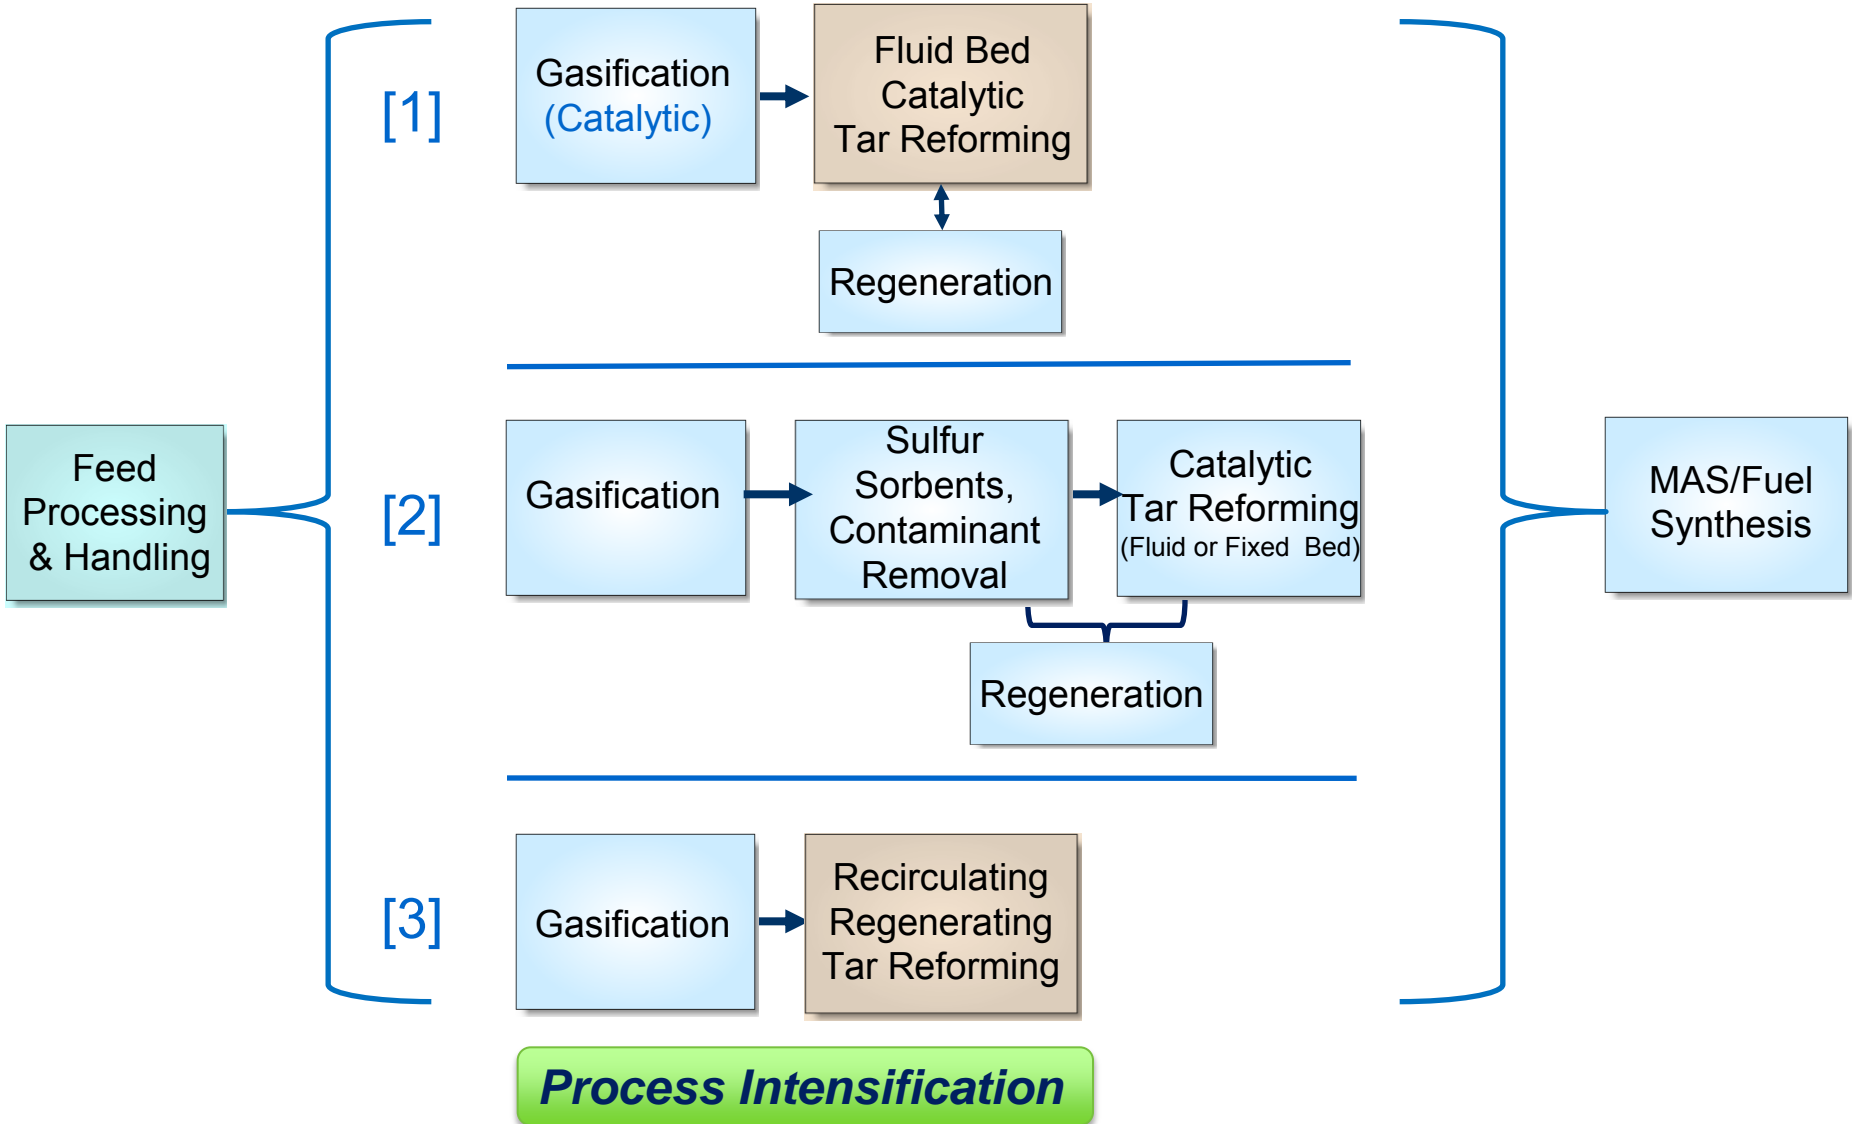 Feed
Processing
& Handling
[1]
Gasification
(Catalytic)
Fluid Bed
Catalytic
Tar Reforming
Regeneration
[2]
Gasification
Sulfur
Sorbents,
Contaminant
Removal
Catalytic
Tar Reforming
(Fluid or Fixed Bed)
Regeneration
[3]
Gasification
Recirculating
Regenerating
Tar Reforming
Process Intensification
MAS/Fuel
Synthesis